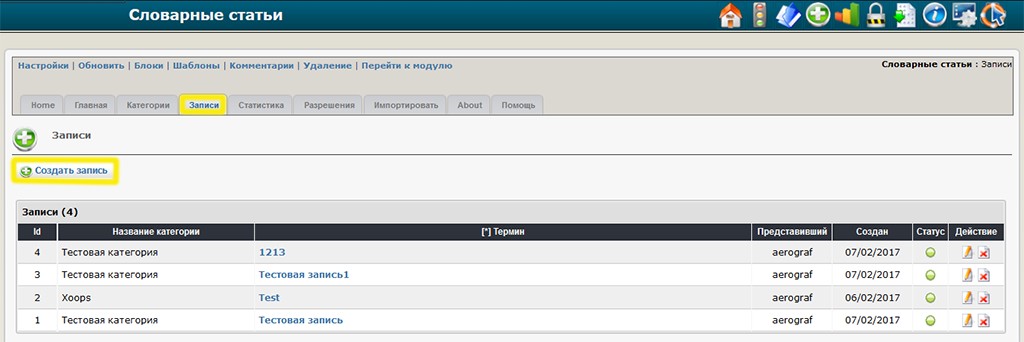 Словарные статьи
Настройки | Обновить | Блоки | Шаблоны | Комментарии | Удаление | Перейти к модулю
Словарные статьи : Записи
Home Главная Категории Записи Статистика Разрешения Импортировать About Помощь
Записи
Создать запись
Записи (4)
Id Название категории [*] Термин Представивший Создан Статус Действие
4 Тестовая категория 1213 aerograf 07/02/2017
3 Тестовая категория Тестовая запись1 aerograf 07/02/2017
2 Xoops Test aerograf 06/02/2017
1 Тестовая категория Тестовая запись aerograf 07/02/2017